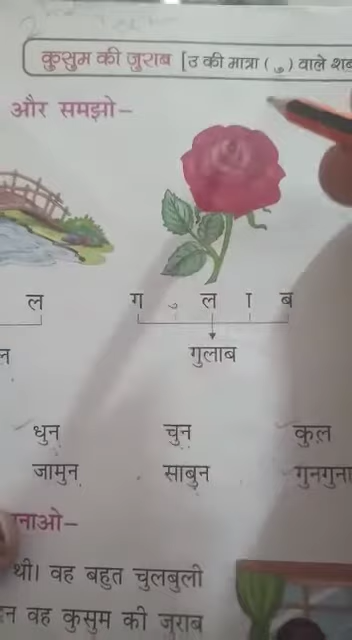 कुसुम की जुराब [उ की मात्रा ( ु ) वाले
और समझो–
ल ग ु ल ा ब
गुलाब
धुन चुन कुल
जामुन साबुन गुनगुना
थी। वह बहुत चुलबुली
वह कुसुम की जुराब